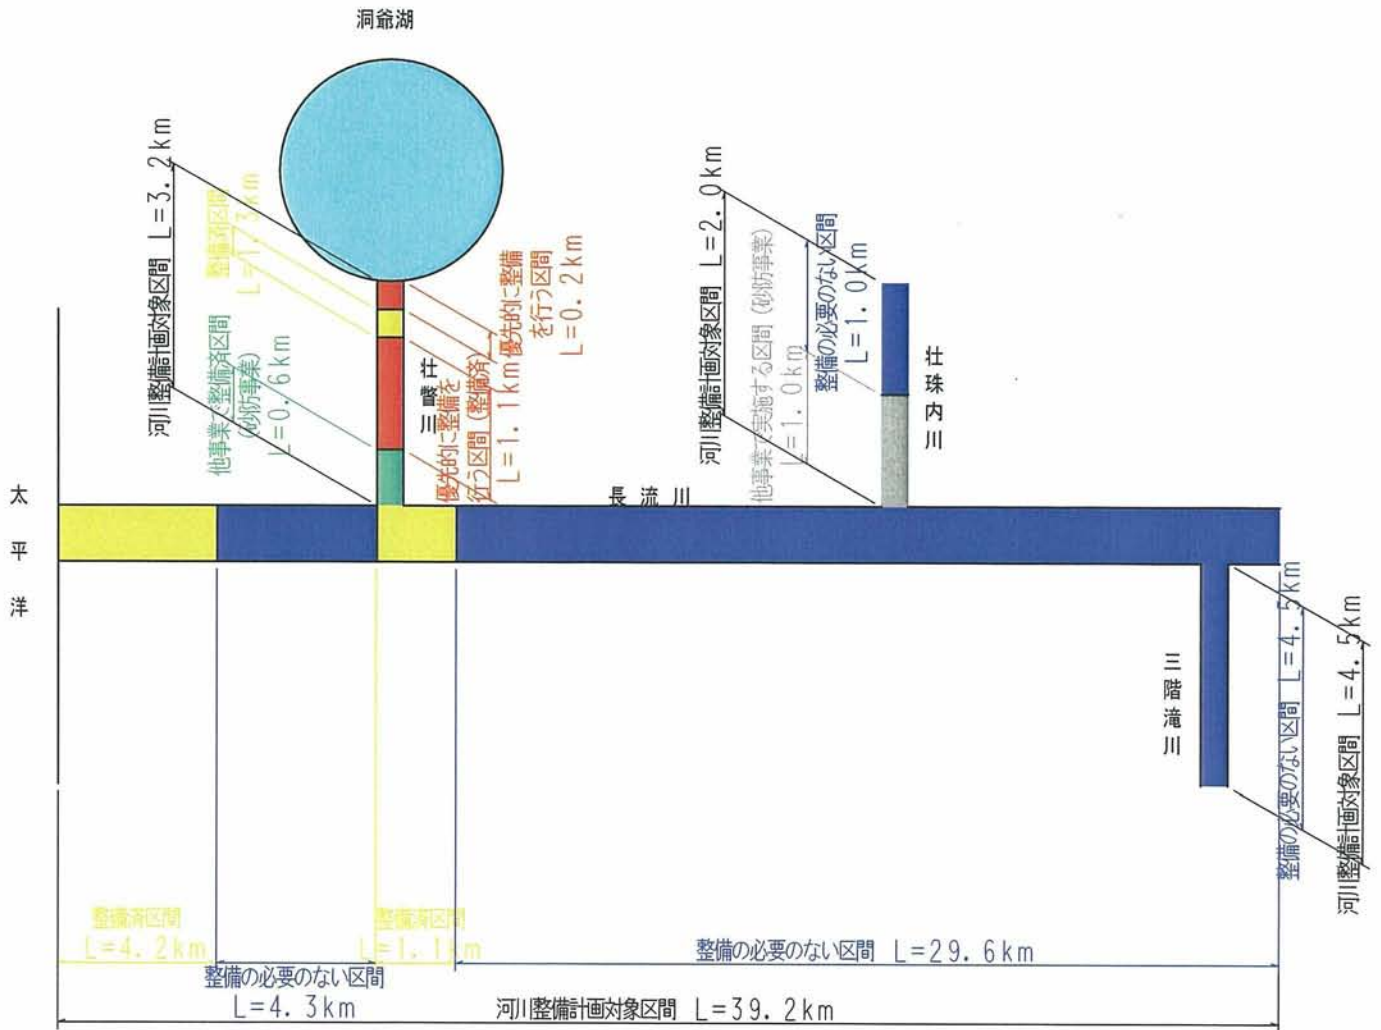 洞爺湖
河川整備計画対象区間 L=3.2km
整備済区間
L=1.3km
他事業で整備済区間
(砂防事業)
L=0.6km
優先的に整備
を行う区間
L=0.2km
優先的に整備を
行う区間(整備済)
L=1.1km
河川整備計画対象区間 L=2.0km
整備の必要のない区間
L=1.0km
他事業で実施する区間(砂防事業)
L=1.0km
壮珠内川
長流川
太平洋
三階滝川
整備の必要のない区間 L=4.5km
河川整備計画対象区間 L=4.5km
整備済区間
L=4.2km
整備の必要のない区間
L=4.3km
整備済区間
L=1.1km
整備の必要のない区間 L=29.6km
河川整備計画対象区間 L=39.2km